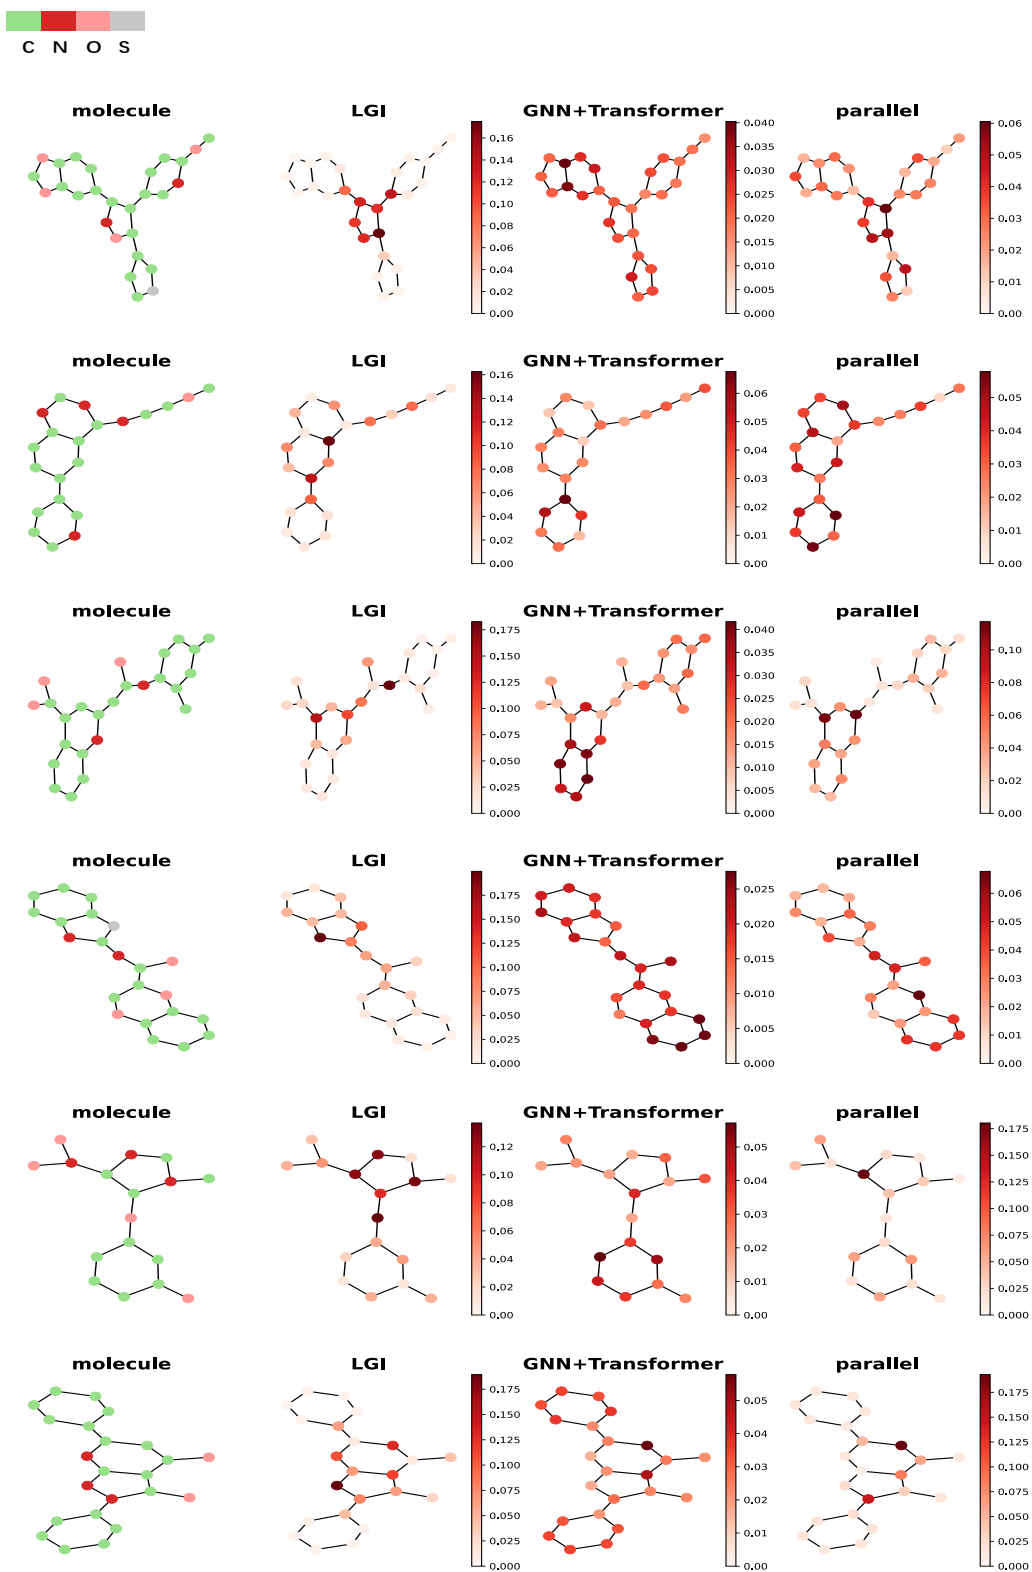 C N O S
molecule LGI GNN+Transformer parallel
0.16 0.14 0.12 0.10 0.08 0.06 0.04 0.02 0.00
0.040 0.035 0.030 0.025 0.020 0.015 0.010 0.005 0.000
0.06 0.05 0.04 0.03 0.02 0.01 0.00
molecule LGI GNN+Transformer parallel
0.16 0.14 0.12 0.10 0.08 0.06 0.04 0.02 0.00
0.06 0.05 0.04 0.03 0.02 0.01 0.00
0.05 0.04 0.03 0.02 0.01 0.00
molecule LGI GNN+Transformer parallel
0.175 0.150 0.125 0.100 0.075 0.050 0.025 0.000
0.040 0.035 0.030 0.025 0.020 0.015 0.010 0.005 0.000
0.10 0.08 0.06 0.04 0.02 0.00
molecule LGI GNN+Transformer parallel
0.175 0.150 0.125 0.100 0.075 0.050 0.025 0.000
0.025 0.020 0.015 0.010 0.005 0.000
0.06 0.05 0.04 0.03 0.02 0.01 0.00
molecule LGI GNN+Transformer parallel
0.12 0.10 0.08 0.06 0.04 0.02 0.00
0.05 0.04 0.03 0.02 0.01 0.00
0.175 0.150 0.125 0.100 0.075 0.050 0.025 0.000
molecule LGI GNN+Transformer parallel
0.175 0.150 0.125 0.100 0.075 0.050 0.025 0.000
0.05 0.04 0.03 0.02 0.01 0.00
0.175 0.150 0.125 0.100 0.075 0.050 0.025 0.000